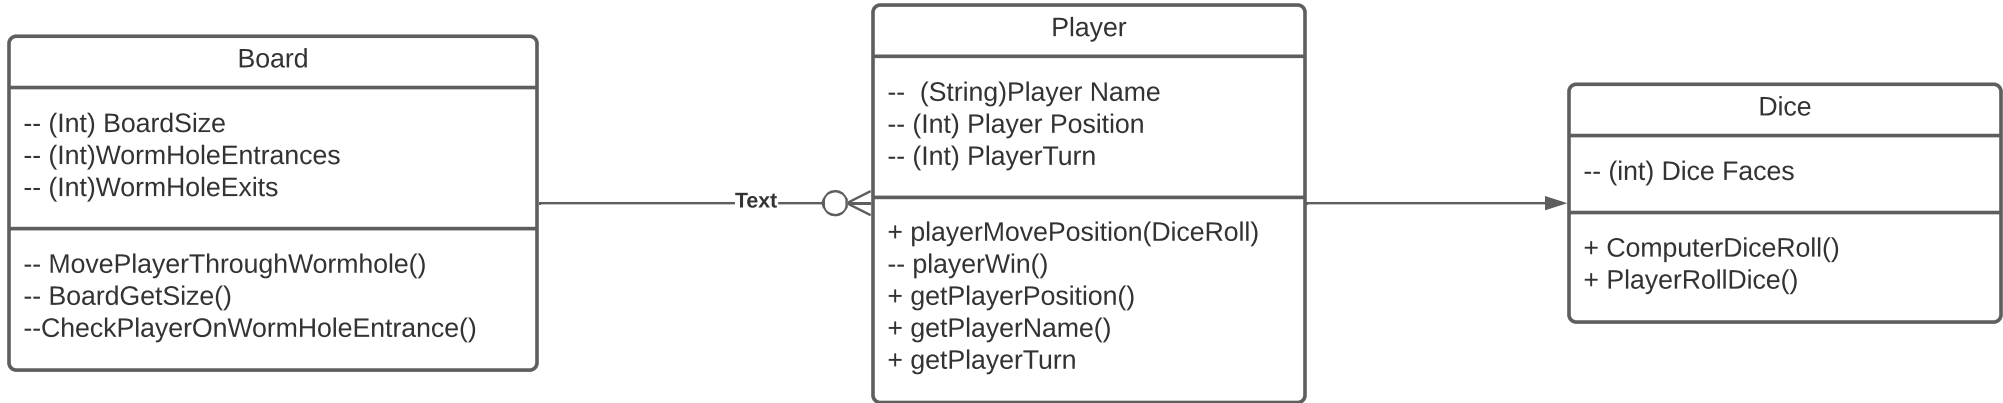 Board
-- (Int) BoardSize
-- (Int)WormHoleEntrances
-- (Int)WormHoleExits
-- MovePlayerThroughWormhole()
-- BoardGetSize()
--CheckPlayerOnWormHoleEntrance()
Text
Player
--  (String)Player Name
-- (Int) Player Position
-- (Int) PlayerTurn
+ playerMovePosition(DiceRoll)
-- playerWin()
+ getPlayerPosition()
+ getPlayerName()
+ getPlayerTurn
Dice
-- (int) Dice Faces
+ ComputerDiceRoll()
+ PlayerRollDice()